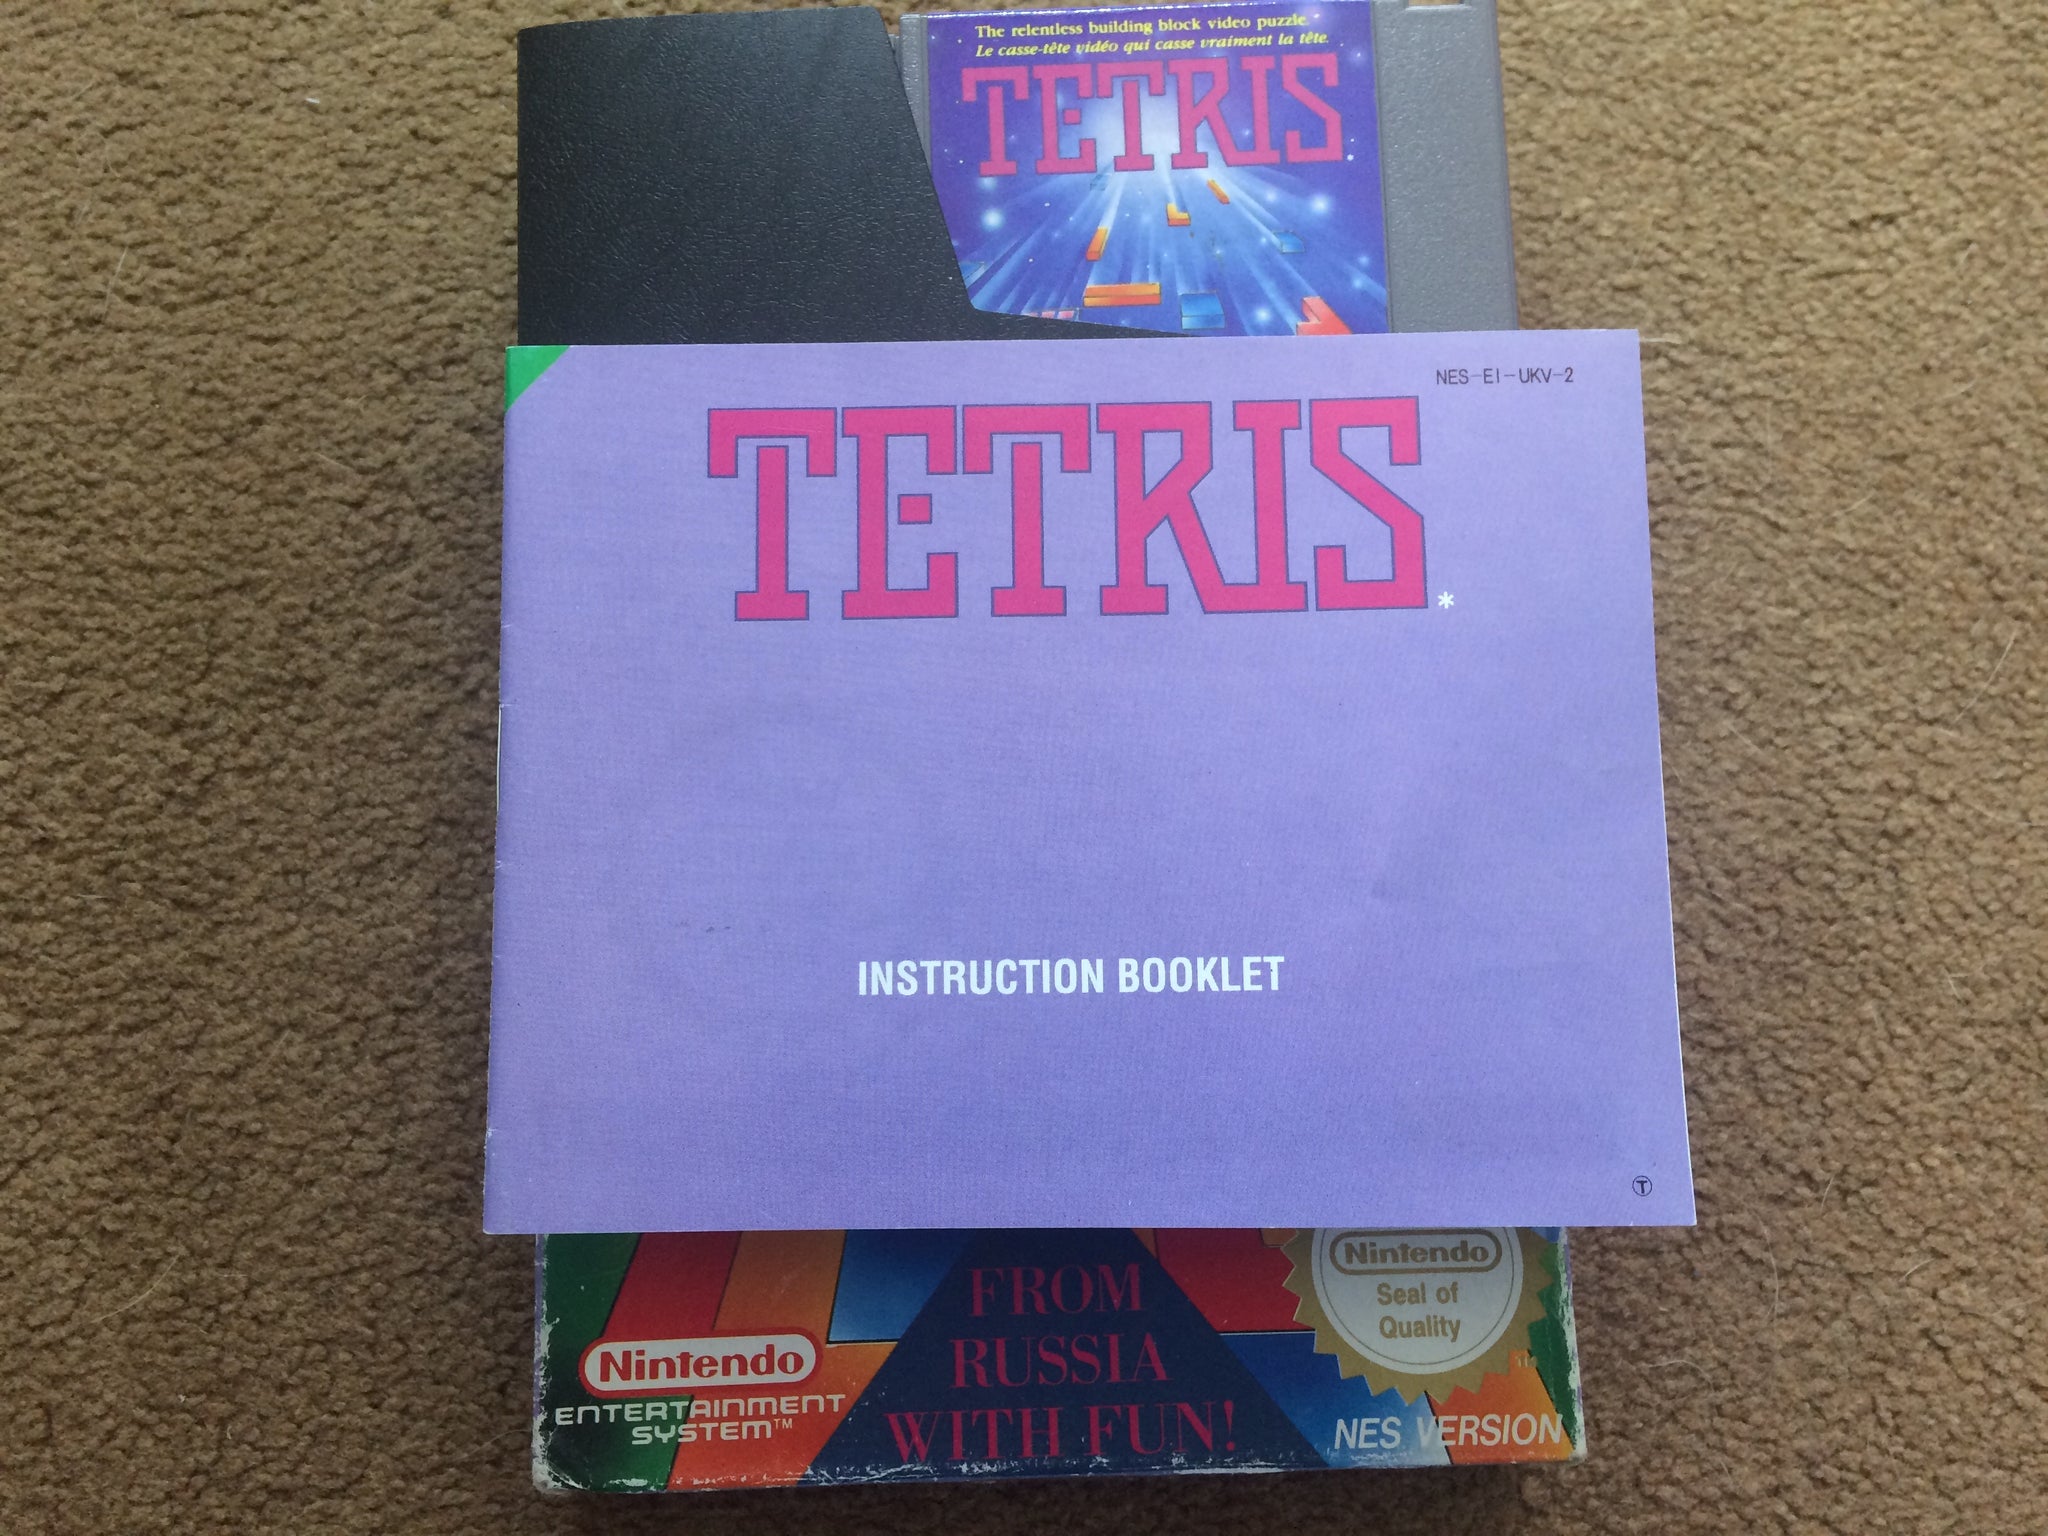 The relentless building block video puzzle.
Le casse-tête vidéo qui casse vraiment la tête.
TETRIS
NES-EI-UKV-2
TETRIS*
INSTRUCTION BOOKLET
T
FROM
RUSSIA
WITH FUN!
Nintendo
ENTERTAINMENT
SYSTEM™
Nintendo
Seal of
Quality
TM
NES VERSION